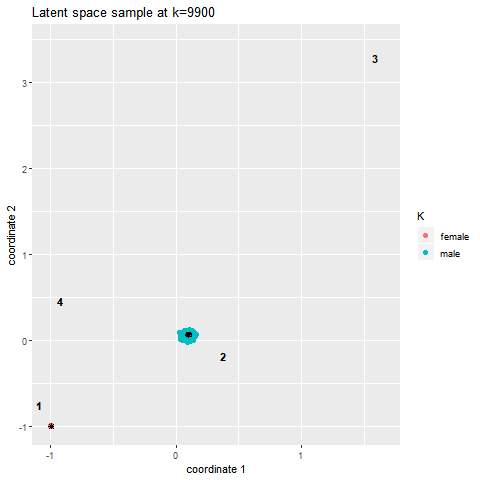 Latent space sample at k=9900
3
3
2
K
female
coordinate 2
male
1
4
0
2
1
-1
-1
0
1
coordinate 1